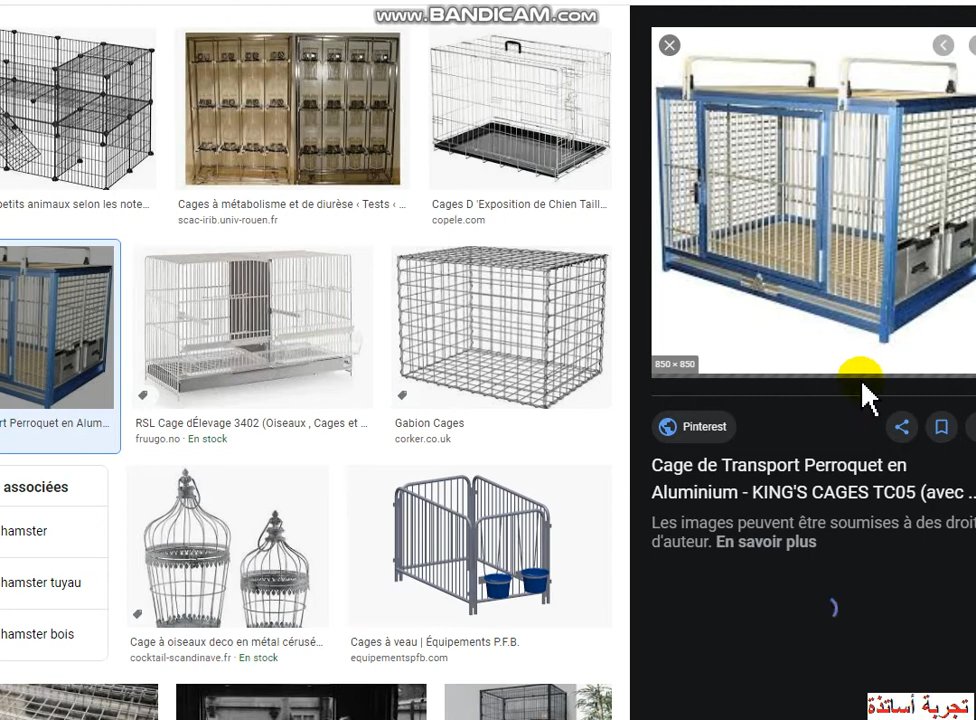 www.BANDICAM.com
petits animaux selon les note...
Cages à métabolisme et de diurèse ‹ Tests ‹ ...
scac-irib.univ-rouen.fr
Cages D 'Exposition de Chien Taill...
copele.com
rt Perroquet en Alum...
RSL Cage dÉlevage 3402 (Oiseaux , Cages et ...
fruugo.no · En stock
Gabion Cages
corker.co.uk
associées
hamster
hamster tuyau
hamster bois
Cage à oiseaux deco en métal cérusé...
cocktail-scandinave.fr · En stock
Cages à veau | Équipements P.F.B.
equipementspfb.com
850 × 850
Pinterest
Cage de Transport Perroquet en
Aluminium - KING'S CAGES TC05 (avec ...
Les images peuvent être soumises à des droit
d'auteur. En savoir plus
تجربة أساتذة